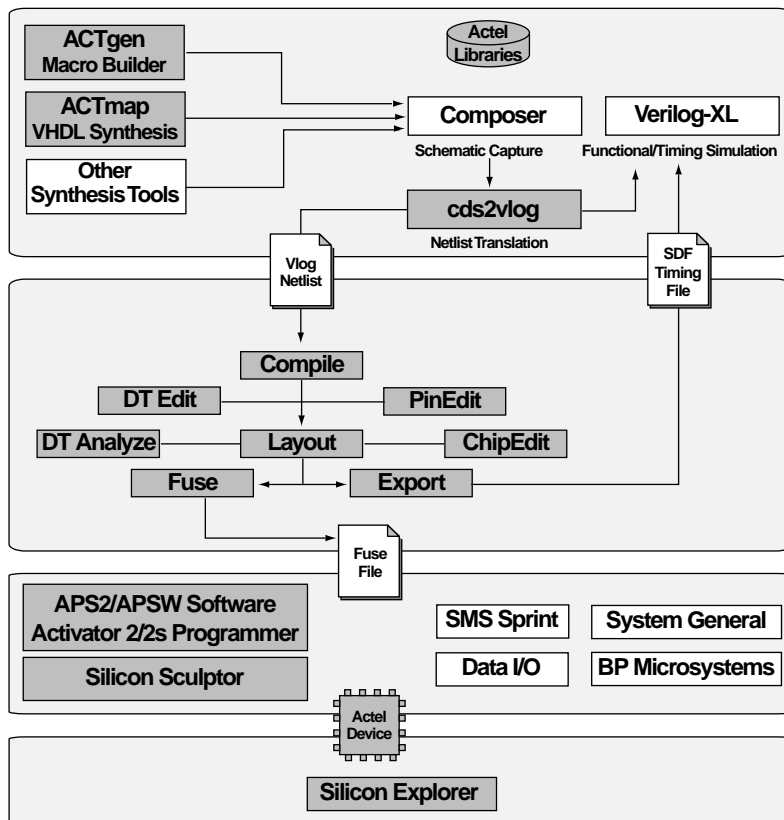 ACTgen
Macro Builder
Actel
Libraries
ACTmap
VHDL Synthesis
Composer
Verilog-XL
Schematic Capture
Functional/Timing Simulation
Other
Synthesis Tools
cds2vlog
Netlist Translation
Vlog
Netlist
SDF
Timing
File
Compile
DT Edit
PinEdit
DT Analyze
Layout
ChipEdit
Fuse
Export
Fuse
File
APS2/APSW Software
Activator 2/2s Programmer
SMS Sprint
System General
Silicon Sculptor
Data I/O
BP Microsystems
Actel
Device
Silicon Explorer